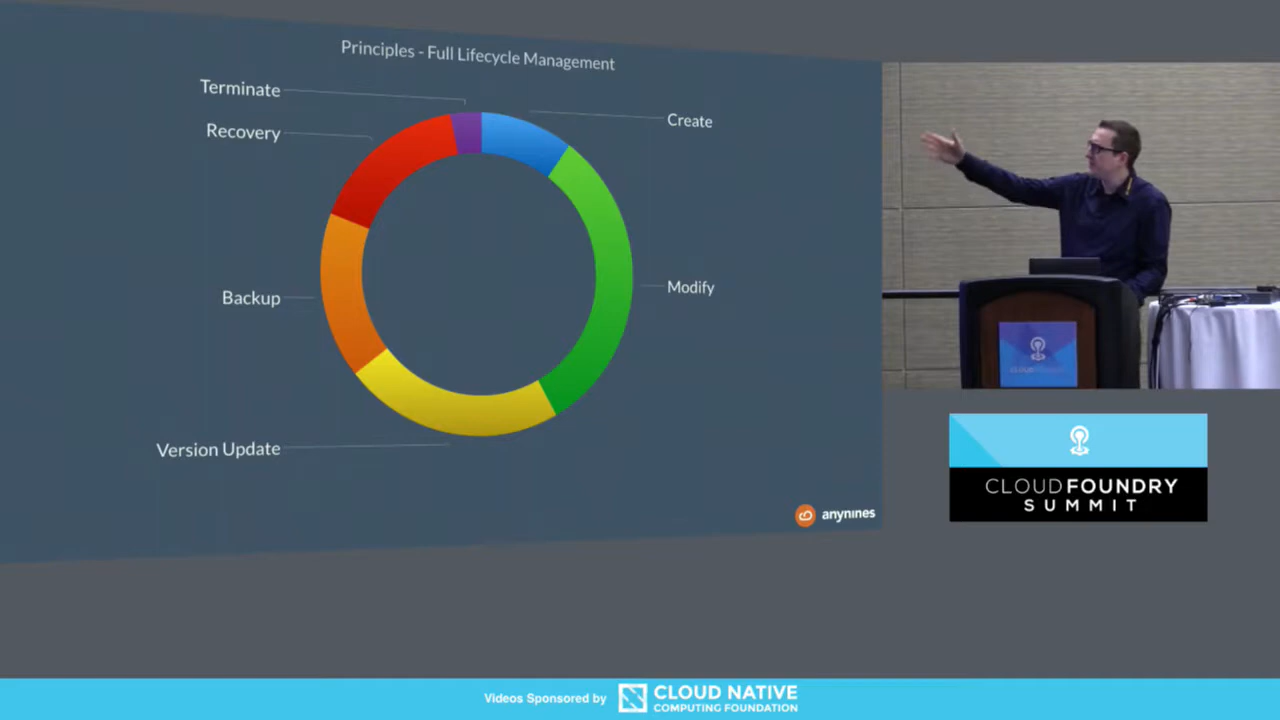 Principles - Full Lifecycle Management
Terminate
Create
Recovery
Modify
Backup
Version Update
anynines
CLOUD FOUNDRY
SUMMIT
Videos Sponsored by
CLOUD NATIVE
COMPUTING FOUNDATION